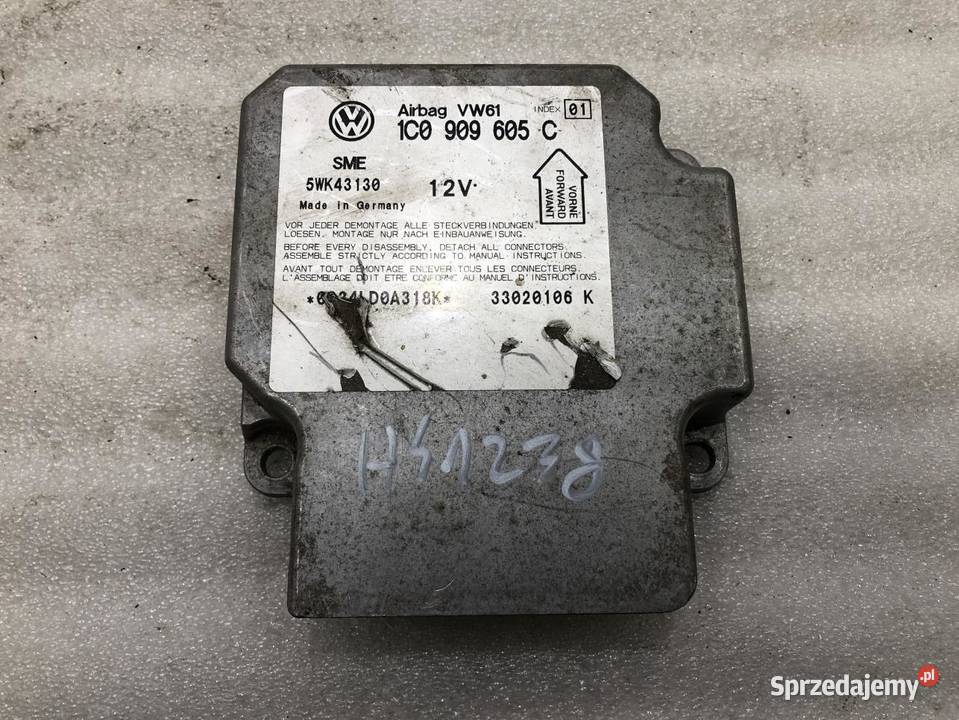 Airbag VW61 INDEX 01
1C0 909 605 C
SME
5WK43130 12V
Made in Germany
VORNE
FORWARD
AVANT
VOR JEDER DEMONTAGE ALLE STECKVERBINDUNGEN
LOESEN. MONTAGE NUR NACH EINBAUANWEISUNG.
BEFORE EVERY DISASSEMBLY, DETACH ALL CONNECTORS.
ASSEMBLE STRICTLY ACCORDING TO MANUAL INSTRUCTIONS.
AVANT TOUT DEMONTAGE ENLEVER TOUS LES CONNECTEURS.
L'ASSEMBLAGE DOIT ETRE CONFORME AU MANUEL D'INSTRUCTIONS.
33020106 K
Sprzedajemy.pl